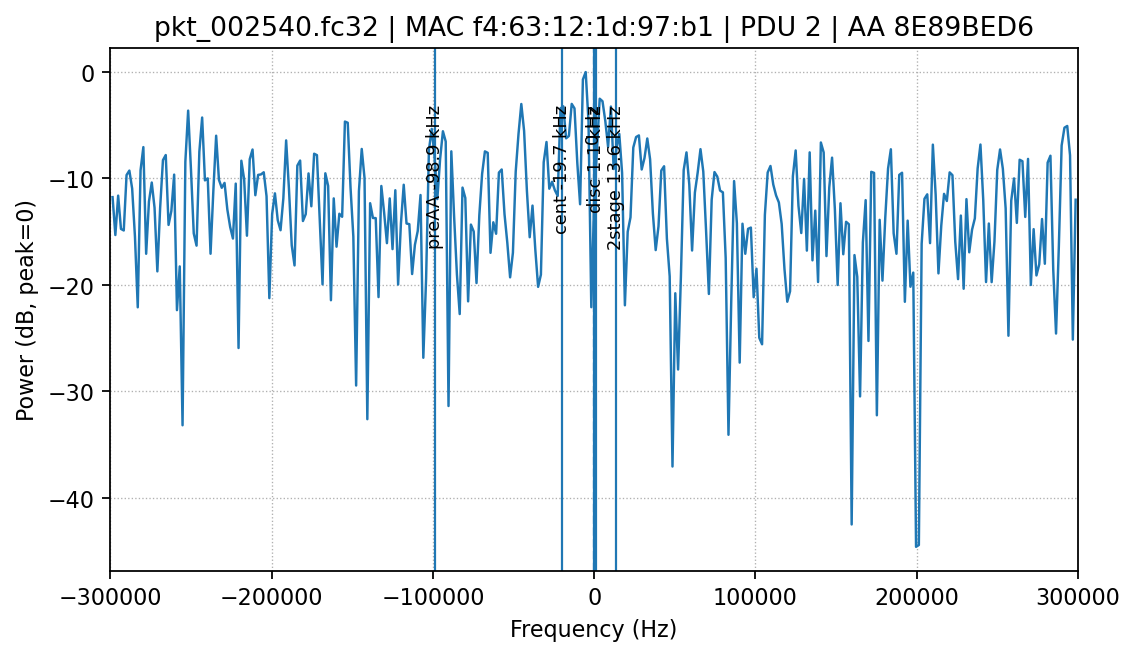 pkt_002540.fc32 | MAC f4:63:12:1d:97:b1 | PDU 2 | AA 8E89BED6
Power (dB, peak=0)
0
−10
−20
−30
−40
preAA -98.9 kHz
cent -19.7 kHz
disc 1.10kHz
2stage 13.6 kHz
−300000
−200000
−100000
0
100000
200000
300000
Frequency (Hz)